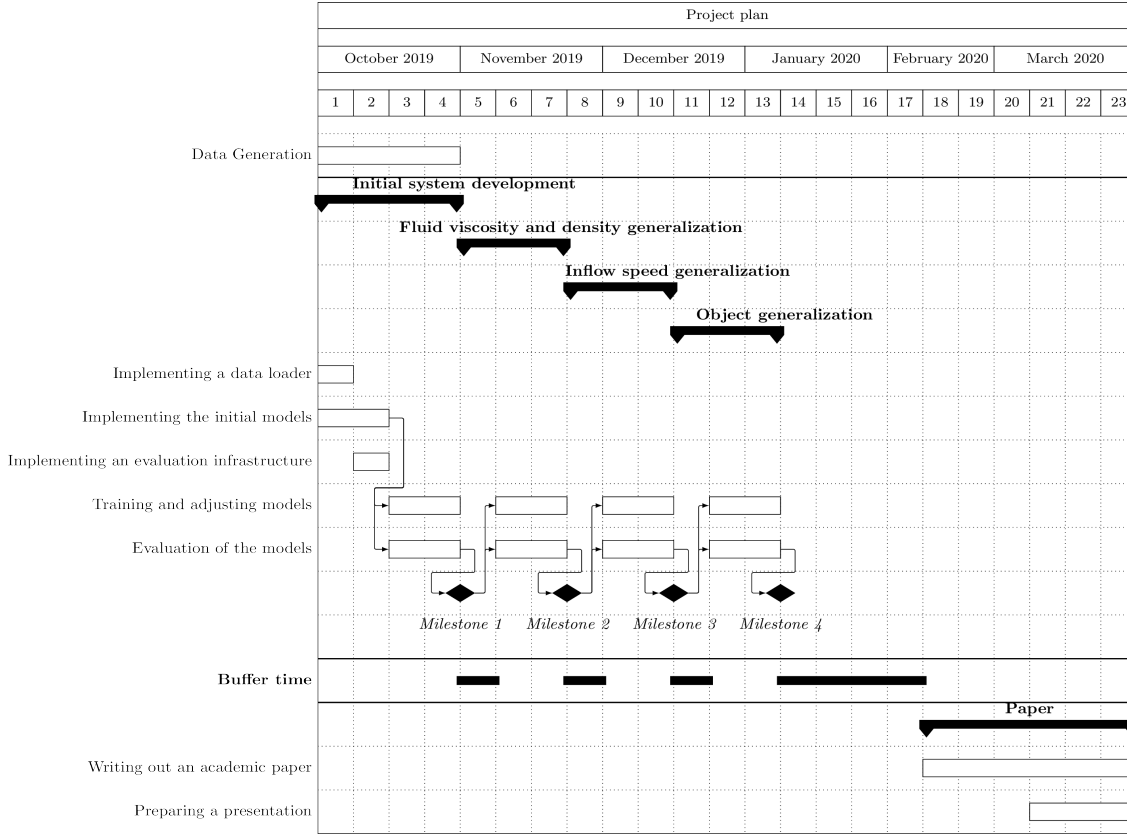 Project plan
October 2019 November 2019 December 2019 January 2020 February 2020 March 2020
1 2 3 4 5 6 7 8 9 10 11 12 13 14 15 16 17 18 19 20 21 22 23
Data Generation
Initial system development
Fluid viscosity and density generalization
Inflow speed generalization
Object generalization
Implementing a data loader
Implementing the initial models
Implementing an evaluation infrastructure
Training and adjusting models
Evaluation of the models
Milestone 1 Milestone 2 Milestone 3 Milestone 4
Buffer time
Paper
Writing out an academic paper
Preparing a presentation